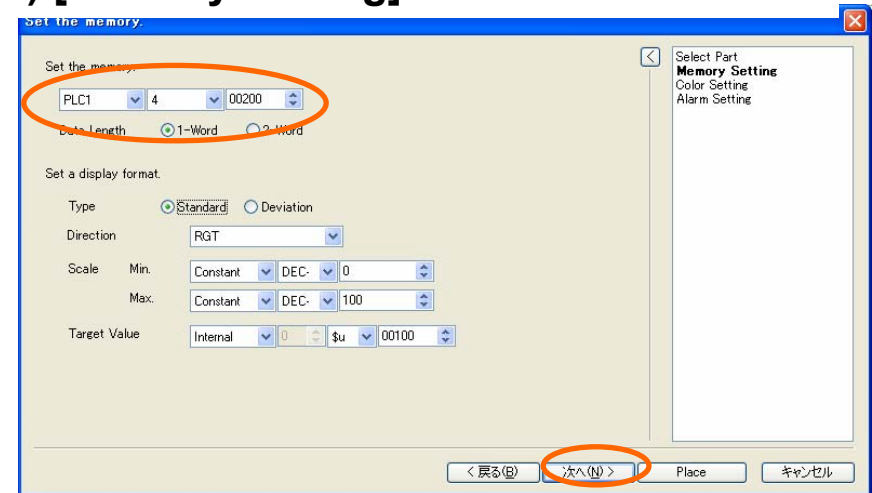 Set the memory.
Set the memory.
PLC1 4 00200
Data Length 1-Word 2-Word
Set a display format.
Type Standard Deviation
Direction RGT
Scale Min. Constant DEC- 0
Max. Constant DEC- 100
Target Value Internal 0 $u 00100
<
Select Part
Memory Setting
Color Setting
Alarm Setting
< 戻る(B) 次へ(N) > Place キャンセル